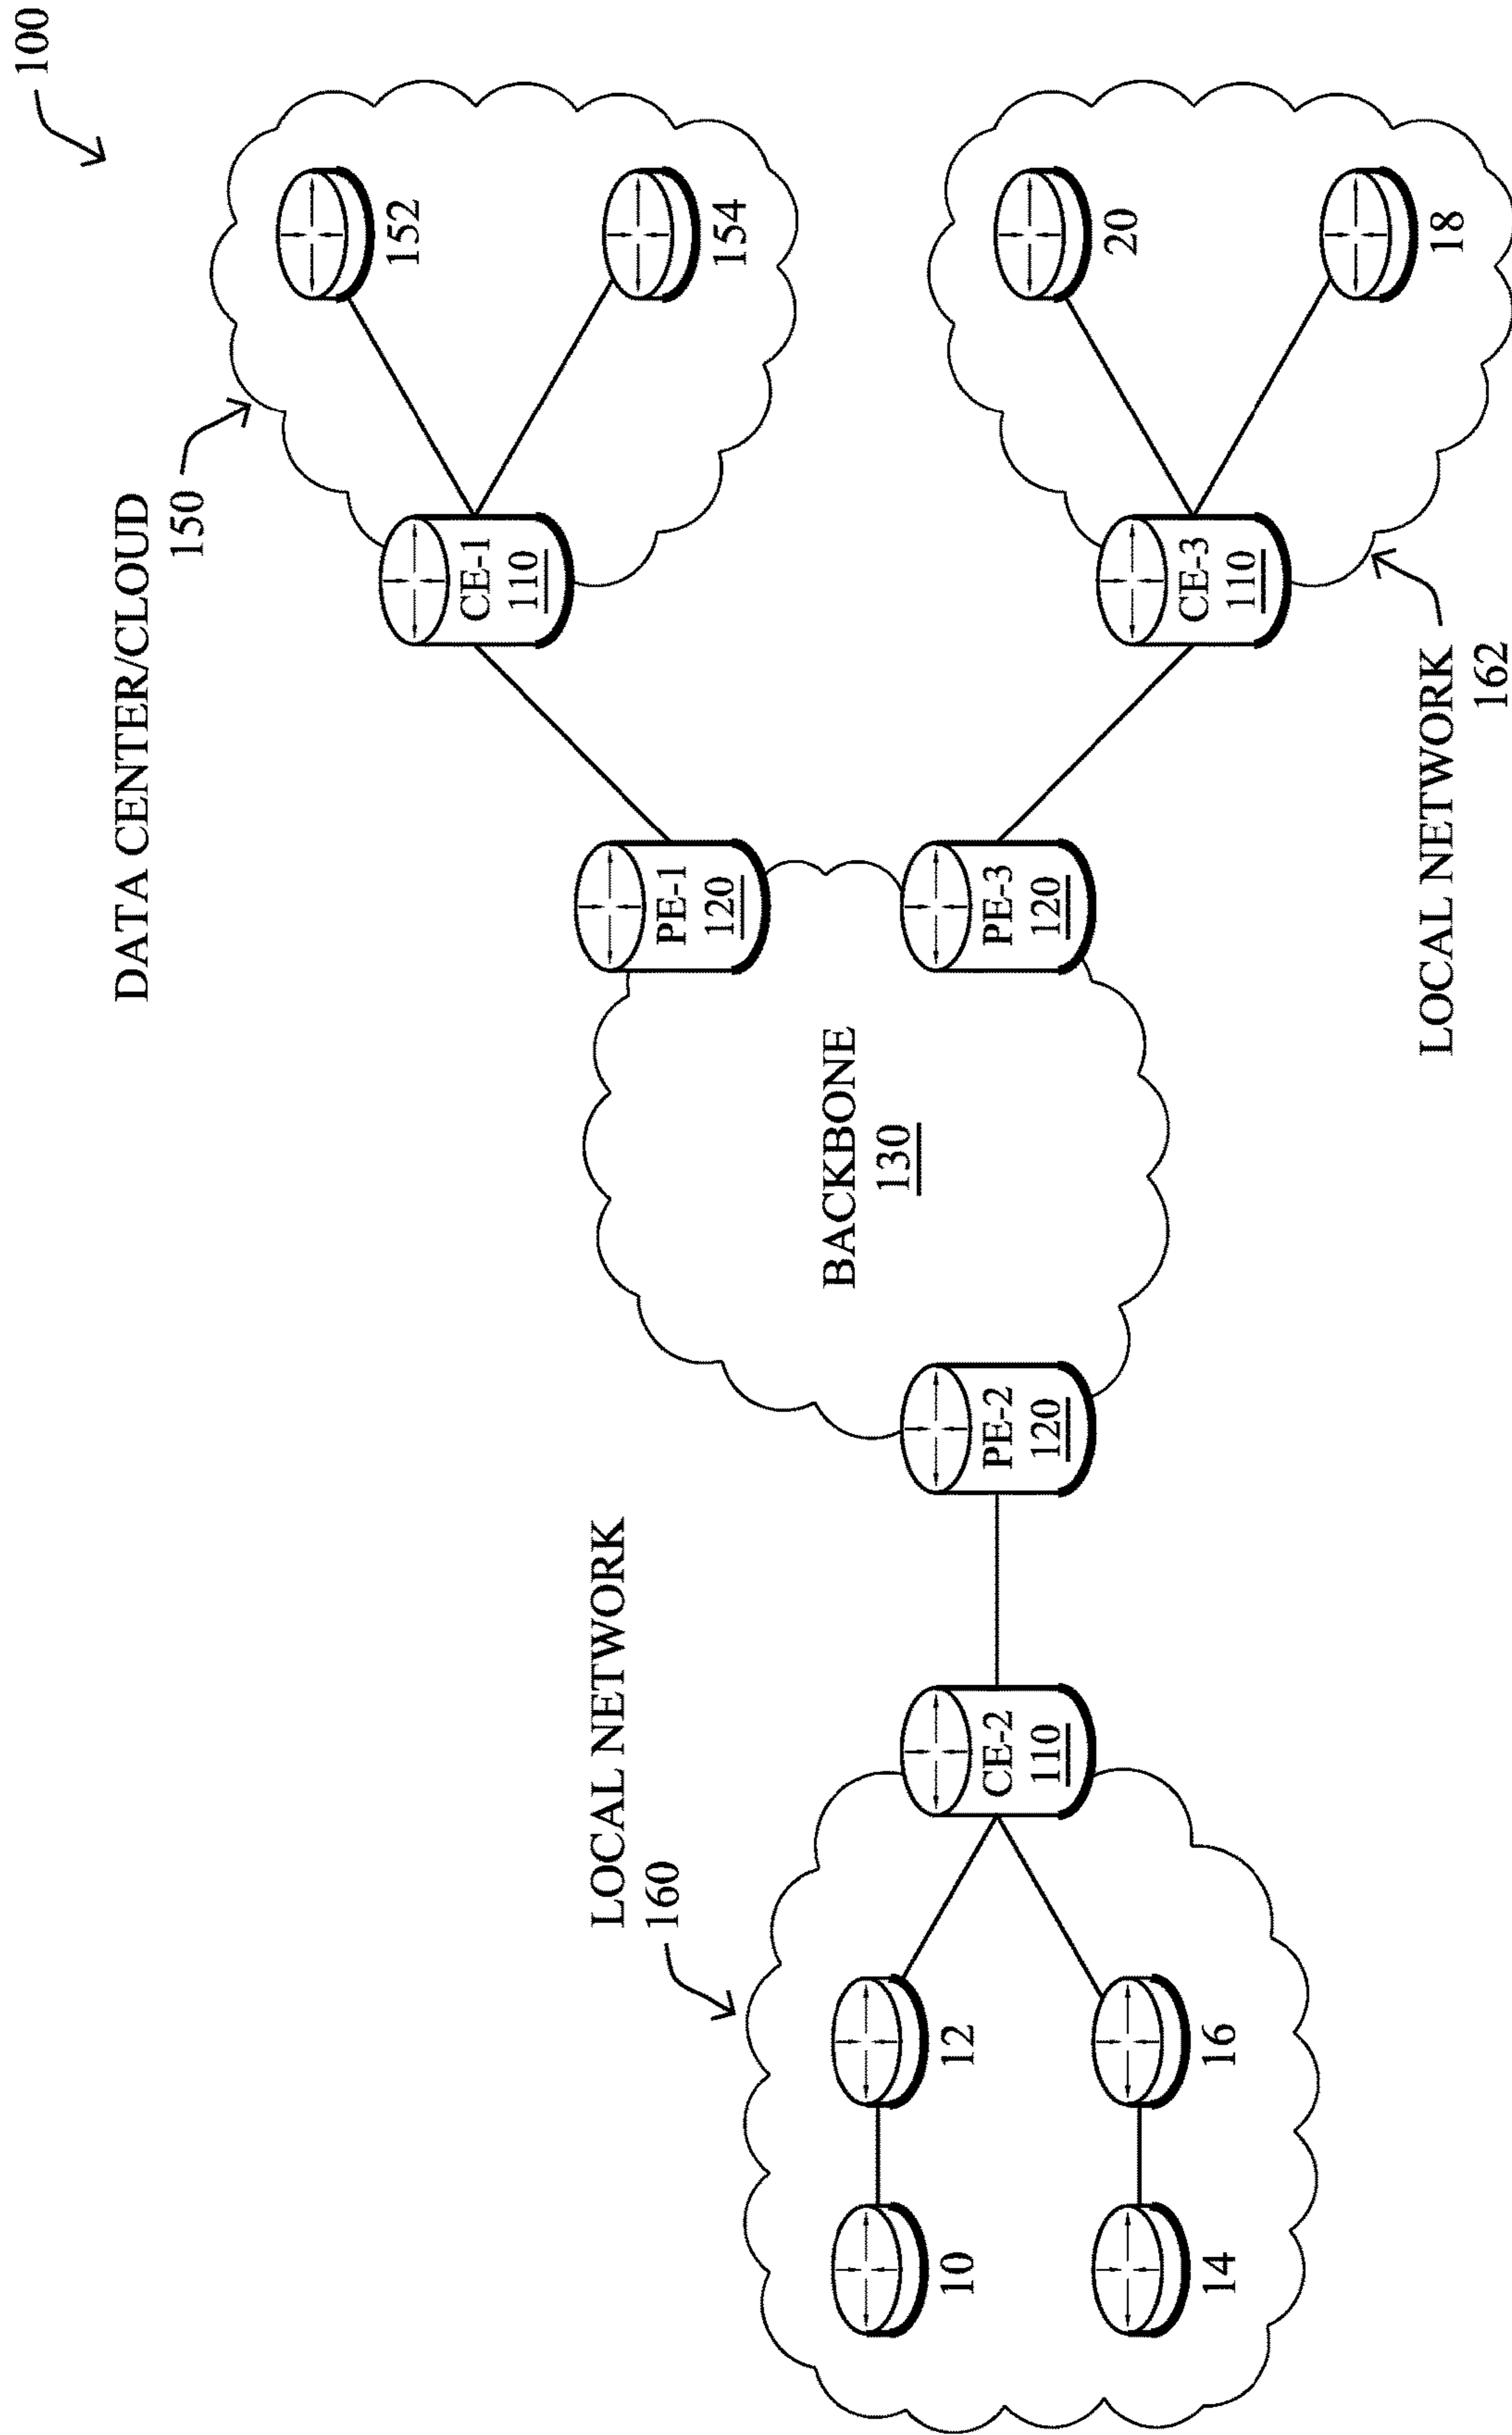 100
DATA CENTER/CLOUD
150
152
CE-1
110
154
PE-1
120
LOCAL NETWORK
160
BACKBONE
130
10
12
CE-2
110
PE-2
120
PE-3
120
14
16
20
CE-3
110
18
LOCAL NETWORK
162